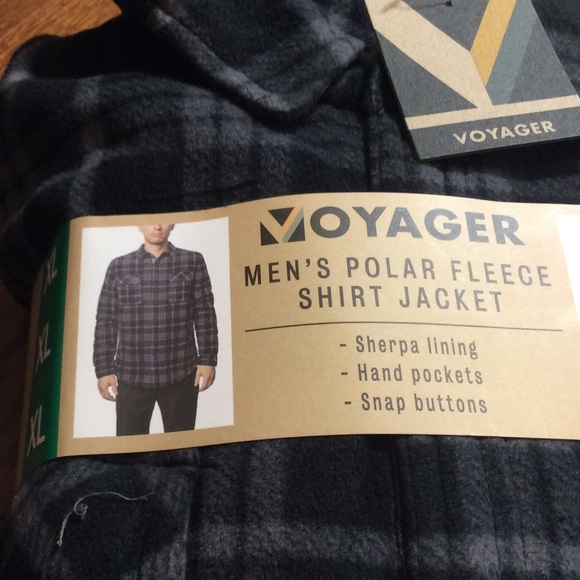 VOYAGER
VOYAGER
MEN'S POLAR FLEECE
SHIRT JACKET
- Sherpa lining
- Hand pockets
- Snap buttons
XL
XL
XL